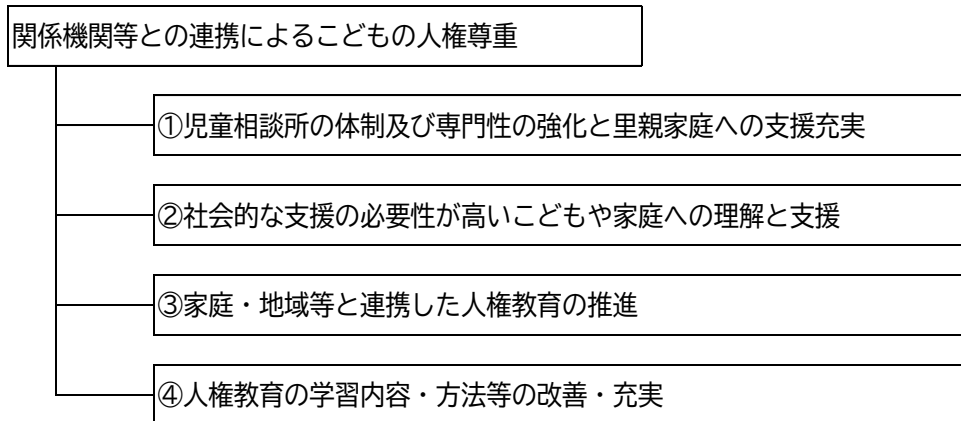 関係機関等との連携によるこどもの人権尊重
①児童相談所の体制及び専門性の強化と里親家庭への支援充実
②社会的な支援の必要性が高いこどもや家庭への理解と支援
③家庭・地域等と連携した人権教育の推進
④人権教育の学習内容・方法等の改善・充実